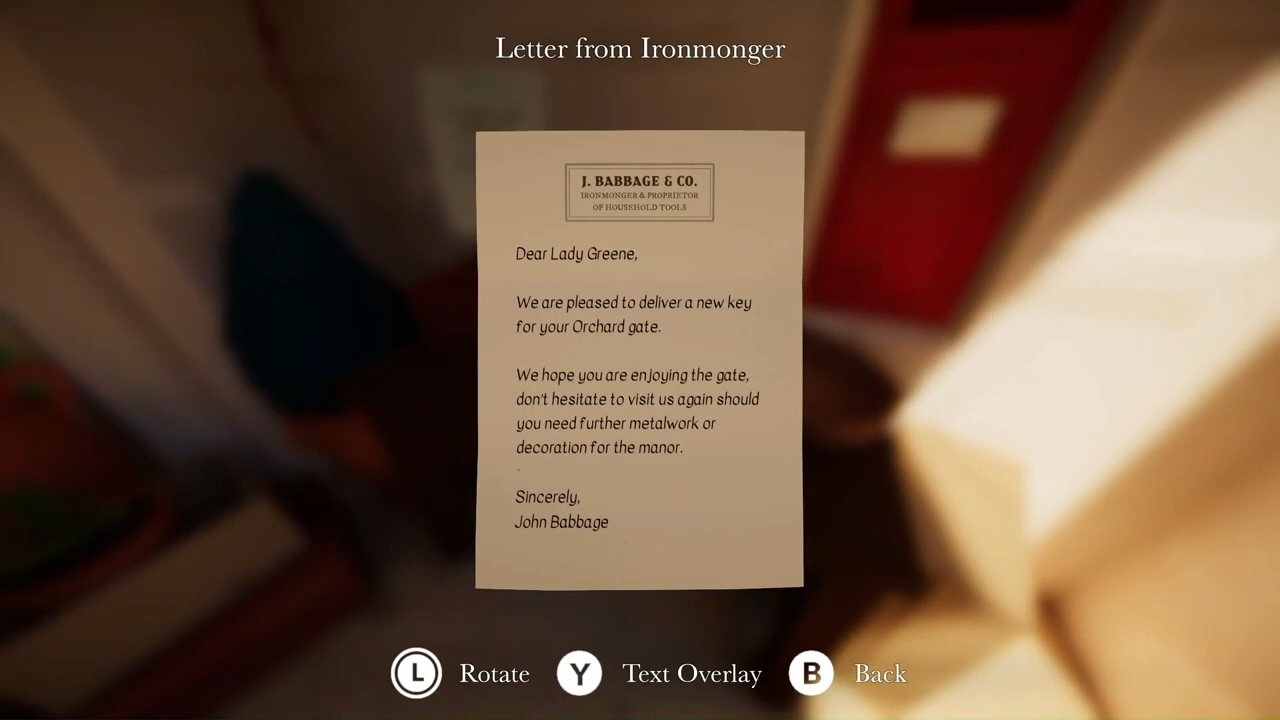 Letter from Ironmonger
J. BABBAGE & CO.
IRONMONGER & PROPRIETOR
OF HOUSEHOLD TOOLS
Dear Lady Greene,
We are pleased to deliver a new key
for your Orchard gate.
We hope you are enjoying the gate,
don't hesitate to visit us again should
you need further metalwork or
decoration for the manor.
Sincerely,
John Babbage
L Rotate Y Text Overlay B Back